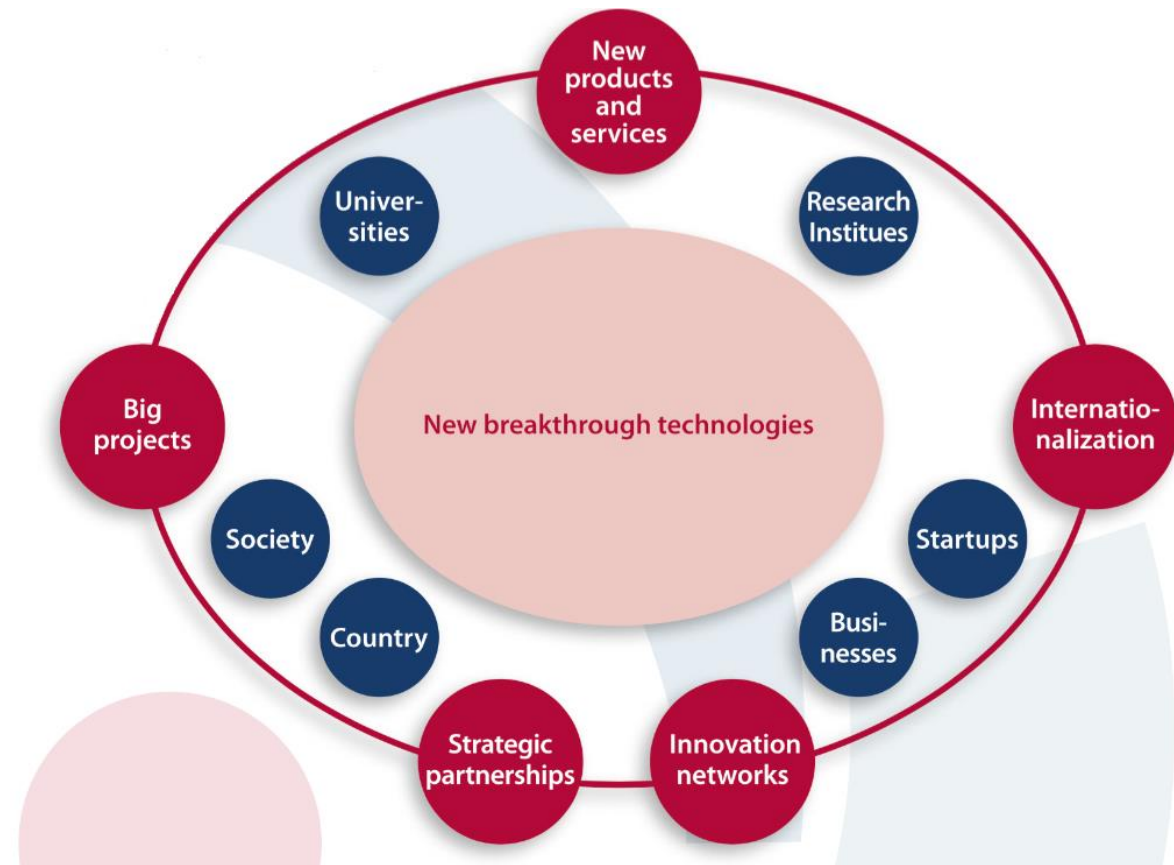 New
products
and
services
Univer-
sities
Research
Institues
Big
projects
New breakthrough technologies
Internatio-
nalization
Society
Startups
Country
Busi-
nesses
Strategic
partnerships
Innovation
networks